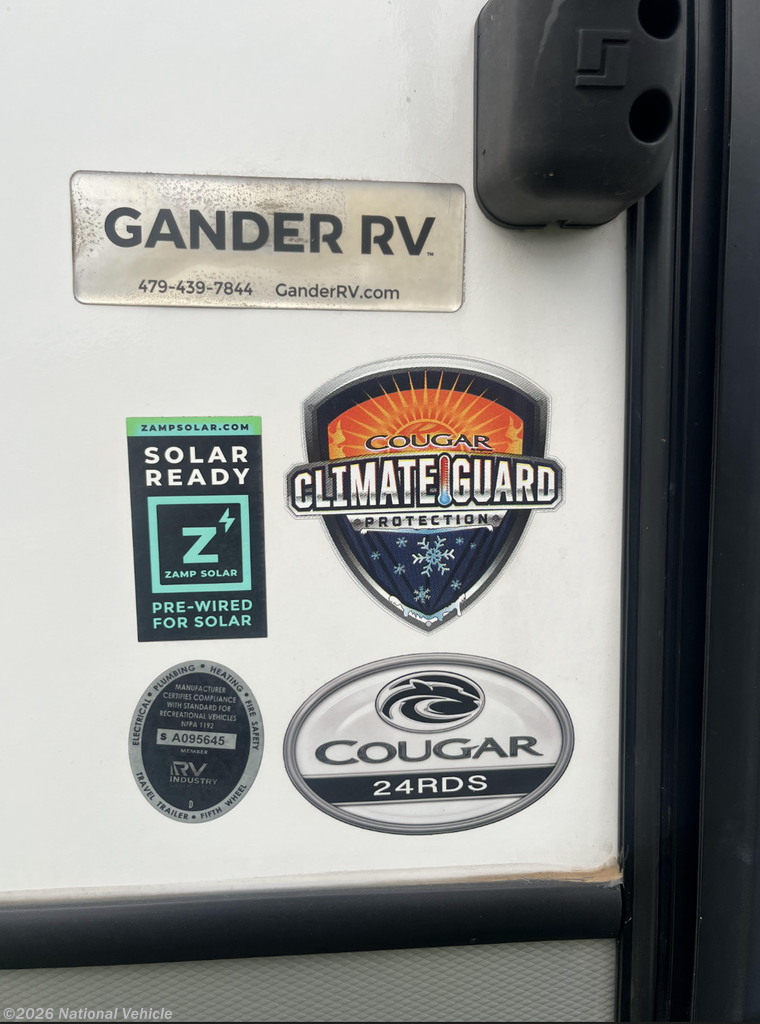 GANDER RV™
479-439-7844 GanderRV.com
ZAMPSOLAR.COM
SOLAR
READY
Z
ZAMP SOLAR
PRE-WIRED
FOR SOLAR
COUGAR
CLIMATE GUARD
PROTECTION
ELECTRICAL • PLUMBING • HEATING • FIRE SAFETY
MANUFACTURER
CERTIFIES COMPLIANCE
WITH STANDARD FOR
RECREATIONAL VEHICLES
NFPA 1192
S A095645
MEMBER
RV
INDUSTRY
D
TRAVEL TRAILER • FIFTH WHEEL
COUGAR
24RDS
©2026 National Vehicle